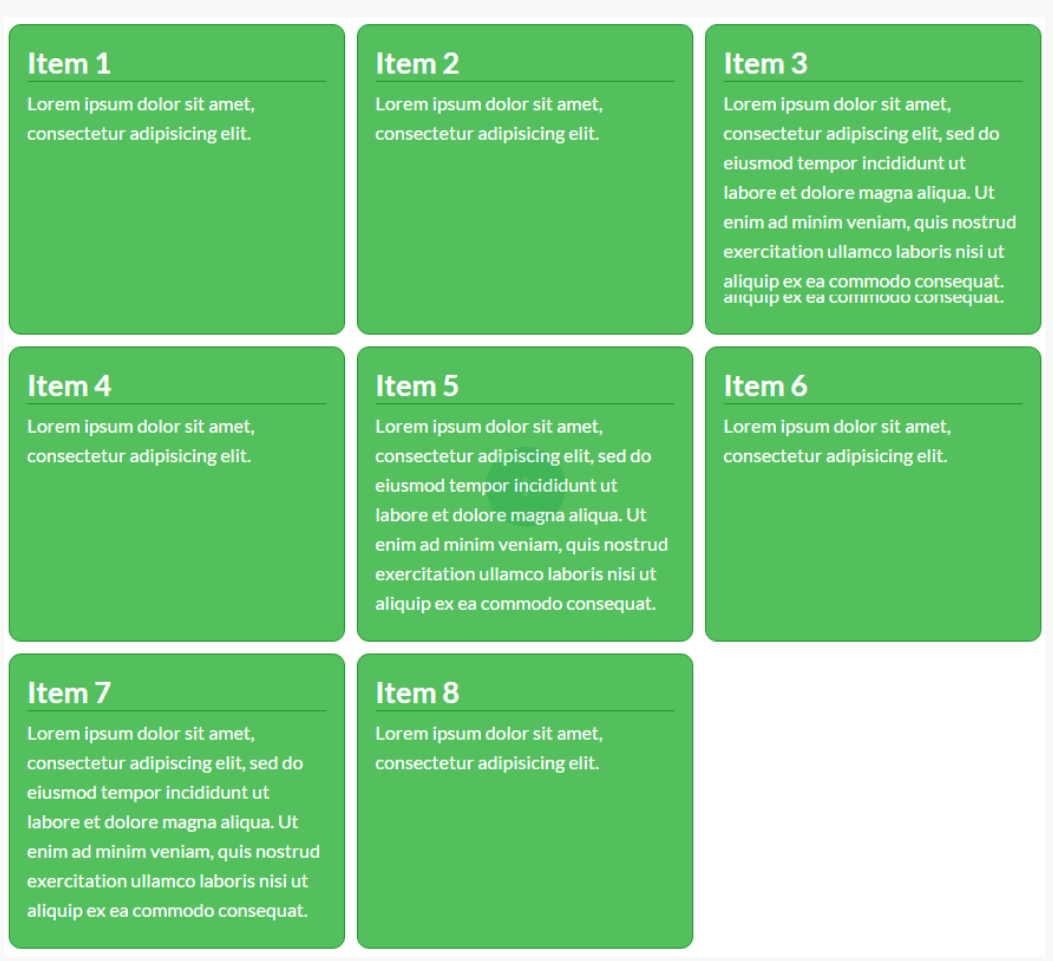 Item 1
Lorem ipsum dolor sit amet,
consectetur adipisicing elit.
Item 2
Lorem ipsum dolor sit amet,
consectetur adipisicing elit.
Item 3
Lorem ipsum dolor sit amet,
consectetur adipiscing elit, sed do
eiusmod tempor incididunt ut
labore et dolore magna aliqua. Ut
enim ad minim veniam, quis nostrud
exercitation ullamco laboris nisi ut
aliquip ex ea commodo consequat.
aliquip ex ea commodo consequat.
Item 4
Lorem ipsum dolor sit amet,
consectetur adipisicing elit.
Item 5
Lorem ipsum dolor sit amet,
consectetur adipiscing elit, sed do
eiusmod tempor incididunt ut
labore et dolore magna aliqua. Ut
enim ad minim veniam, quis nostrud
exercitation ullamco laboris nisi ut
aliquip ex ea commodo consequat.
Item 6
Lorem ipsum dolor sit amet,
consectetur adipisicing elit.
Item 7
Lorem ipsum dolor sit amet,
consectetur adipiscing elit, sed do
eiusmod tempor incididunt ut
labore et dolore magna aliqua. Ut
enim ad minim veniam, quis nostrud
exercitation ullamco laboris nisi ut
aliquip ex ea commodo consequat.
Item 8
Lorem ipsum dolor sit amet,
consectetur adipisicing elit.